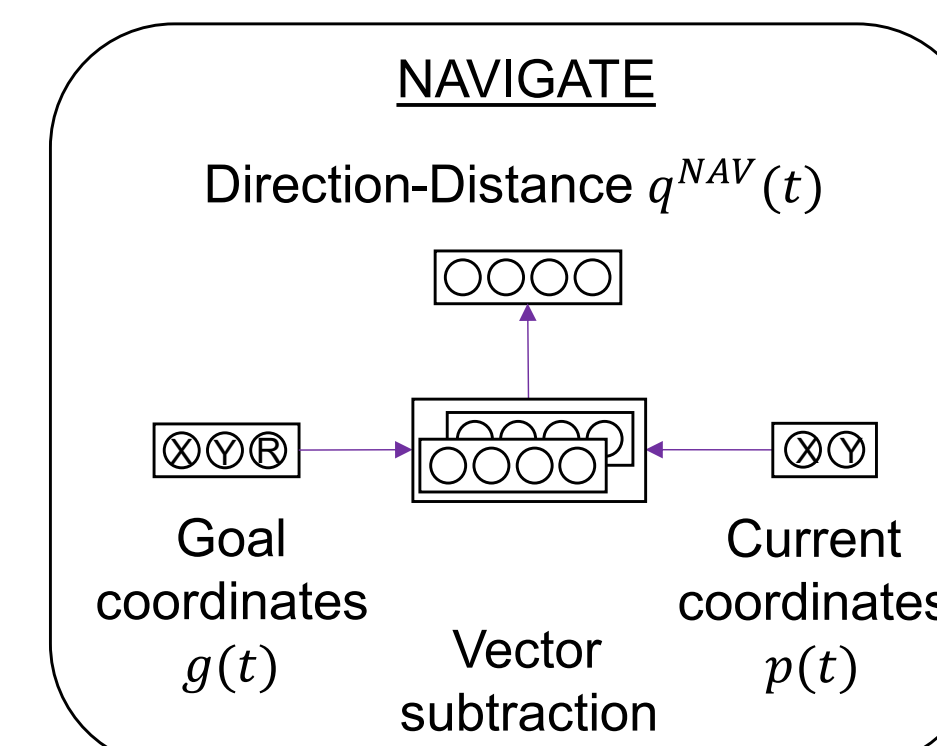 NAVIGATE
Direction-Distance q^{NAV}(t)
X Y R
X Y
Goal
coordinates
g(t)
Vector
subtraction
Current
coordinates
p(t)